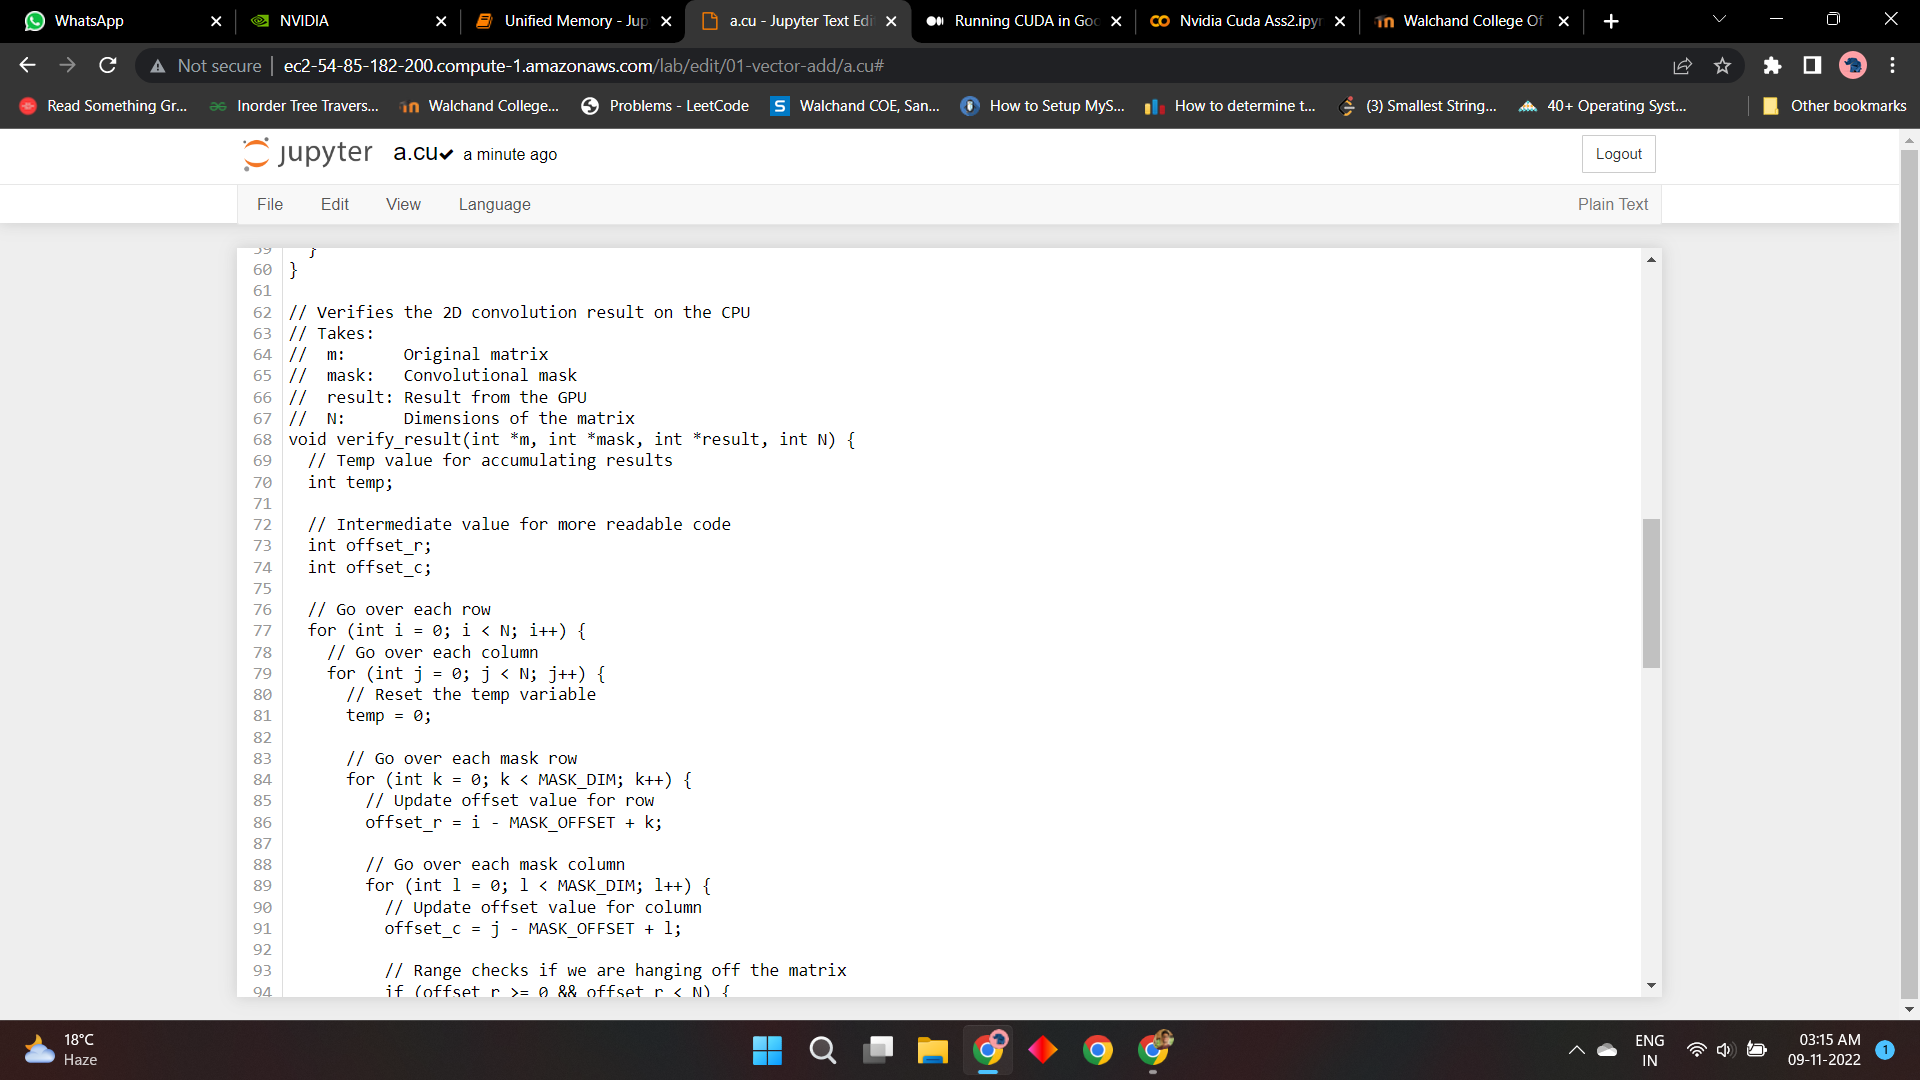 WhatsApp
NVIDIA
Unified Memory - Jup
a.cu - Jupyter Text Edi
Running CUDA in Goo
Nvidia Cuda Ass2.ipyn
Walchand College Of
Not secure | ec2-54-85-182-200.compute-1.amazonaws.com/lab/edit/01-vector-add/a.cu#
Read Something Gr...
Inorder Tree Travers...
Walchand College...
Problems - LeetCode
Walchand COE, San...
How to Setup MyS...
How to determine t...
(3) Smallest String...
40+ Operating Syst...
Other bookmarks
jupyter a.cu a minute ago
Logout
File Edit View Language
Plain Text
59   }
60 }
61
62 // Verifies the 2D convolution result on the CPU
63 // Takes:
64 //  m:      Original matrix
65 //  mask:   Convolutional mask
66 //  result: Result from the GPU
67 //  N:      Dimensions of the matrix
68 void verify_result(int *m, int *mask, int *result, int N) {
69   // Temp value for accumulating results
70   int temp;
71
72   // Intermediate value for more readable code
73   int offset_r;
74   int offset_c;
75
76   // Go over each row
77   for (int i = 0; i < N; i++) {
78     // Go over each column
79     for (int j = 0; j < N; j++) {
80       // Reset the temp variable
81       temp = 0;
82
83       // Go over each mask row
84       for (int k = 0; k < MASK_DIM; k++) {
85         // Update offset value for row
86         offset_r = i - MASK_OFFSET + k;
87
88         // Go over each mask column
89         for (int l = 0; l < MASK_DIM; l++) {
90           // Update offset value for column
91           offset_c = j - MASK_OFFSET + l;
92
93           // Range checks if we are hanging off the matrix
94           if (offset_r >= 0 && offset_r < N) {
18°C
Haze
ENG
IN
03:15 AM
09-11-2022
1